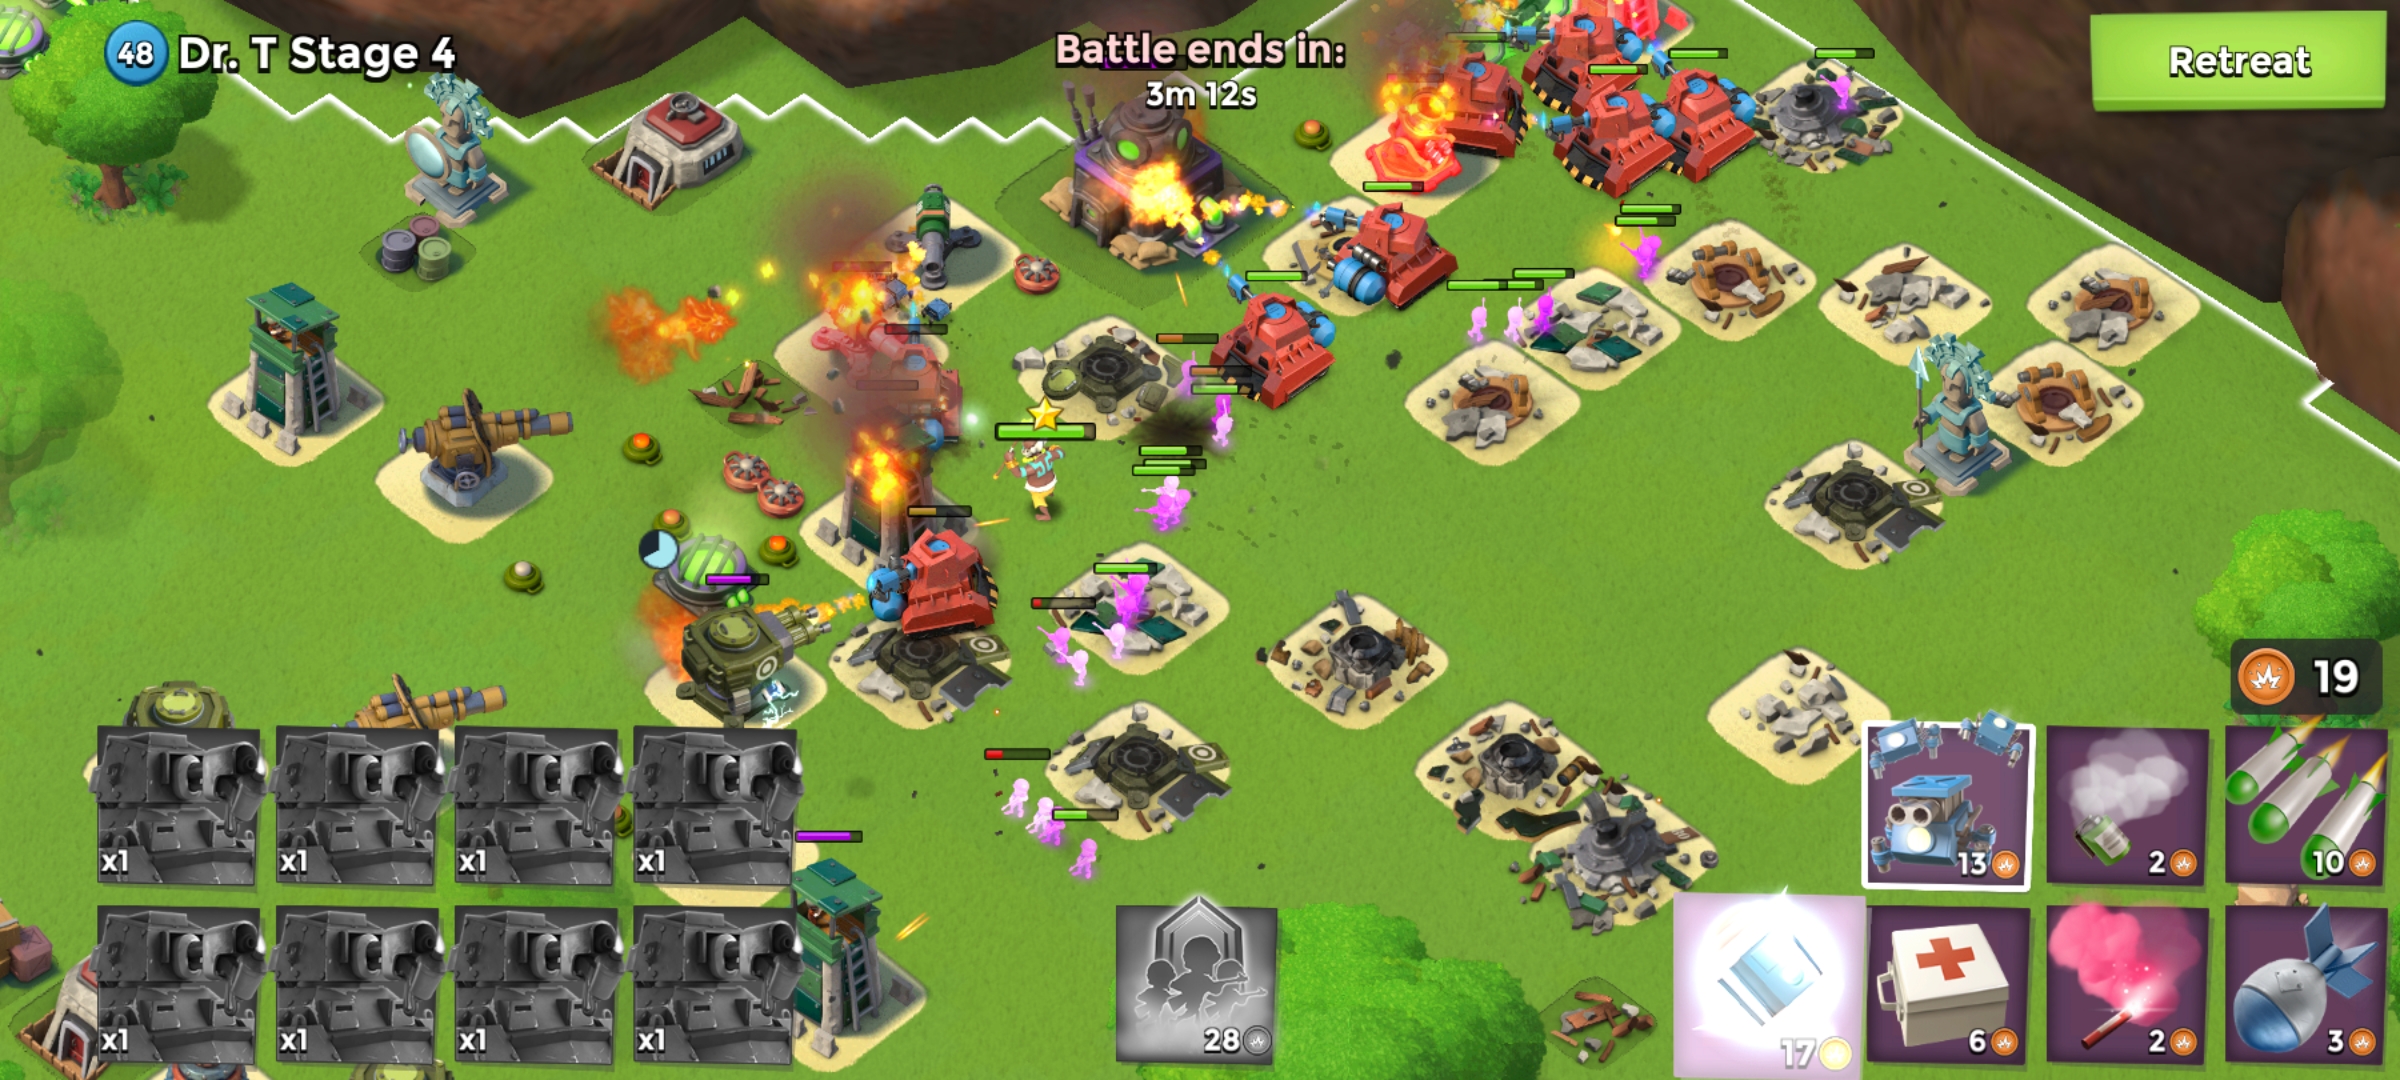 48 Dr. T Stage 4
Battle ends in:
3m 12s
Retreat
19
x1 x1 x1 x1
13 2 10
x1 x1 x1 x1
28 17 6 2 3